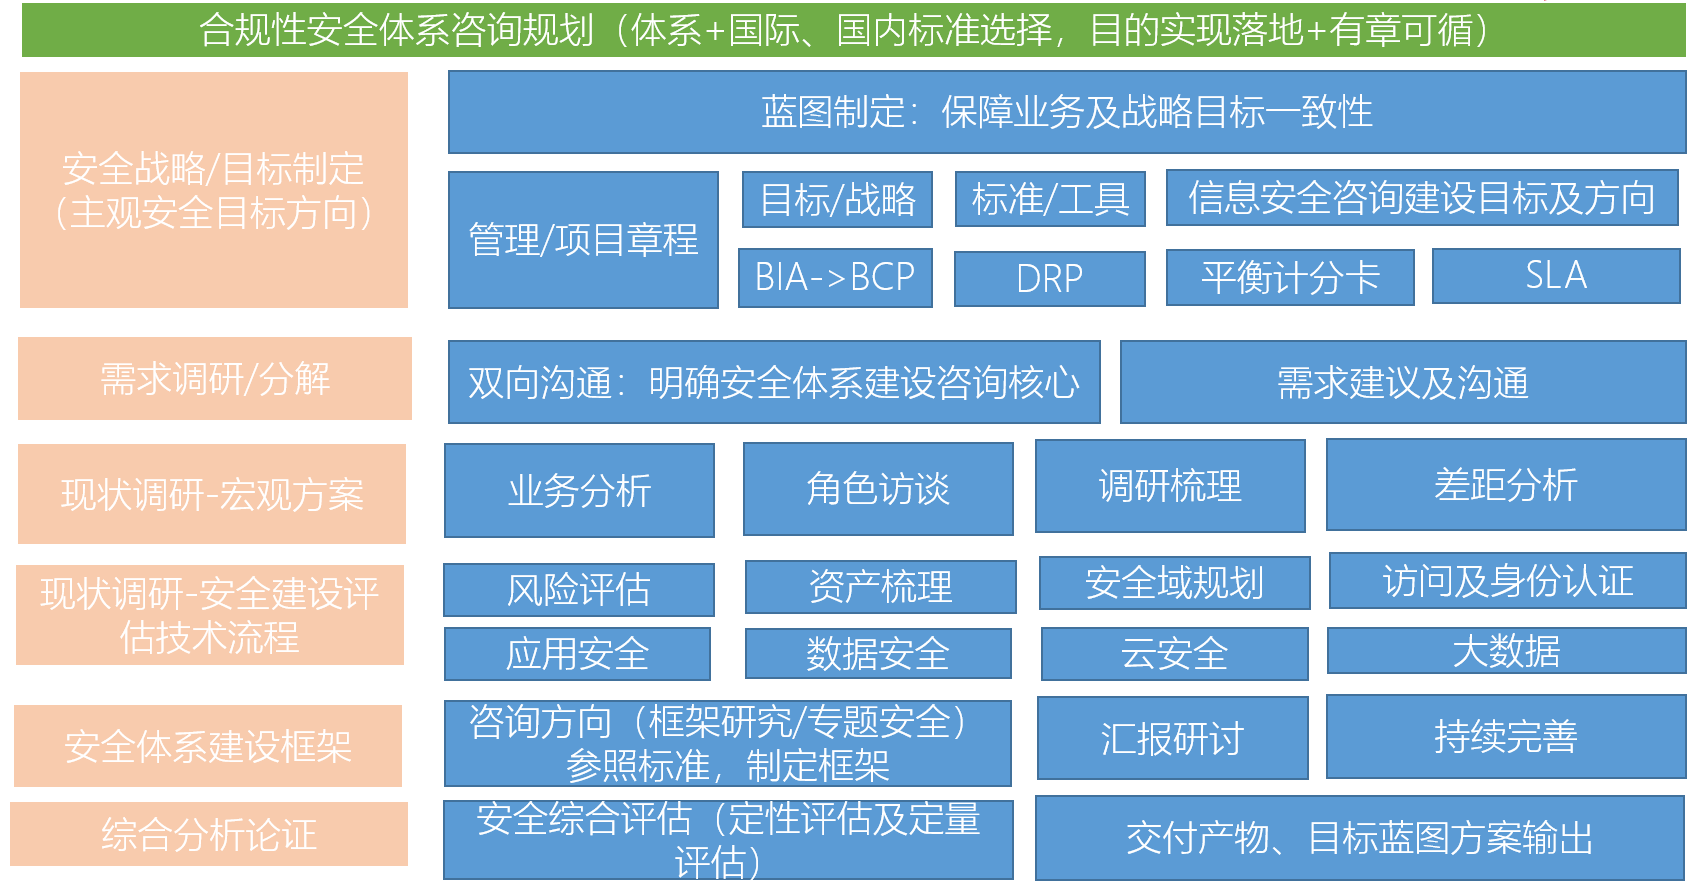 合规性安全体系咨询规划（体系+国际、国内标准选择，目的实现落地+有章可循）
安全战略/目标制定
（主观安全目标方向）
蓝图制定：保障业务及战略目标一致性
管理/项目章程
目标/战略
标准/工具
信息安全咨询建设目标及方向
BIA->BCP
DRP
平衡计分卡
SLA
需求调研/分解
双向沟通：明确安全体系建设咨询核心
需求建议及沟通
现状调研-宏观方案
业务分析
角色访谈
调研梳理
差距分析
现状调研-安全建设评
估技术流程
风险评估
资产梳理
安全域规划
访问及身份认证
应用安全
数据安全
云安全
大数据
安全体系建设框架
咨询方向（框架研究/专题安全）
参照标准，制定框架
汇报研讨
持续完善
综合分析论证
安全综合评估（定性评估及定量
评估）
交付产物、目标蓝图方案输出